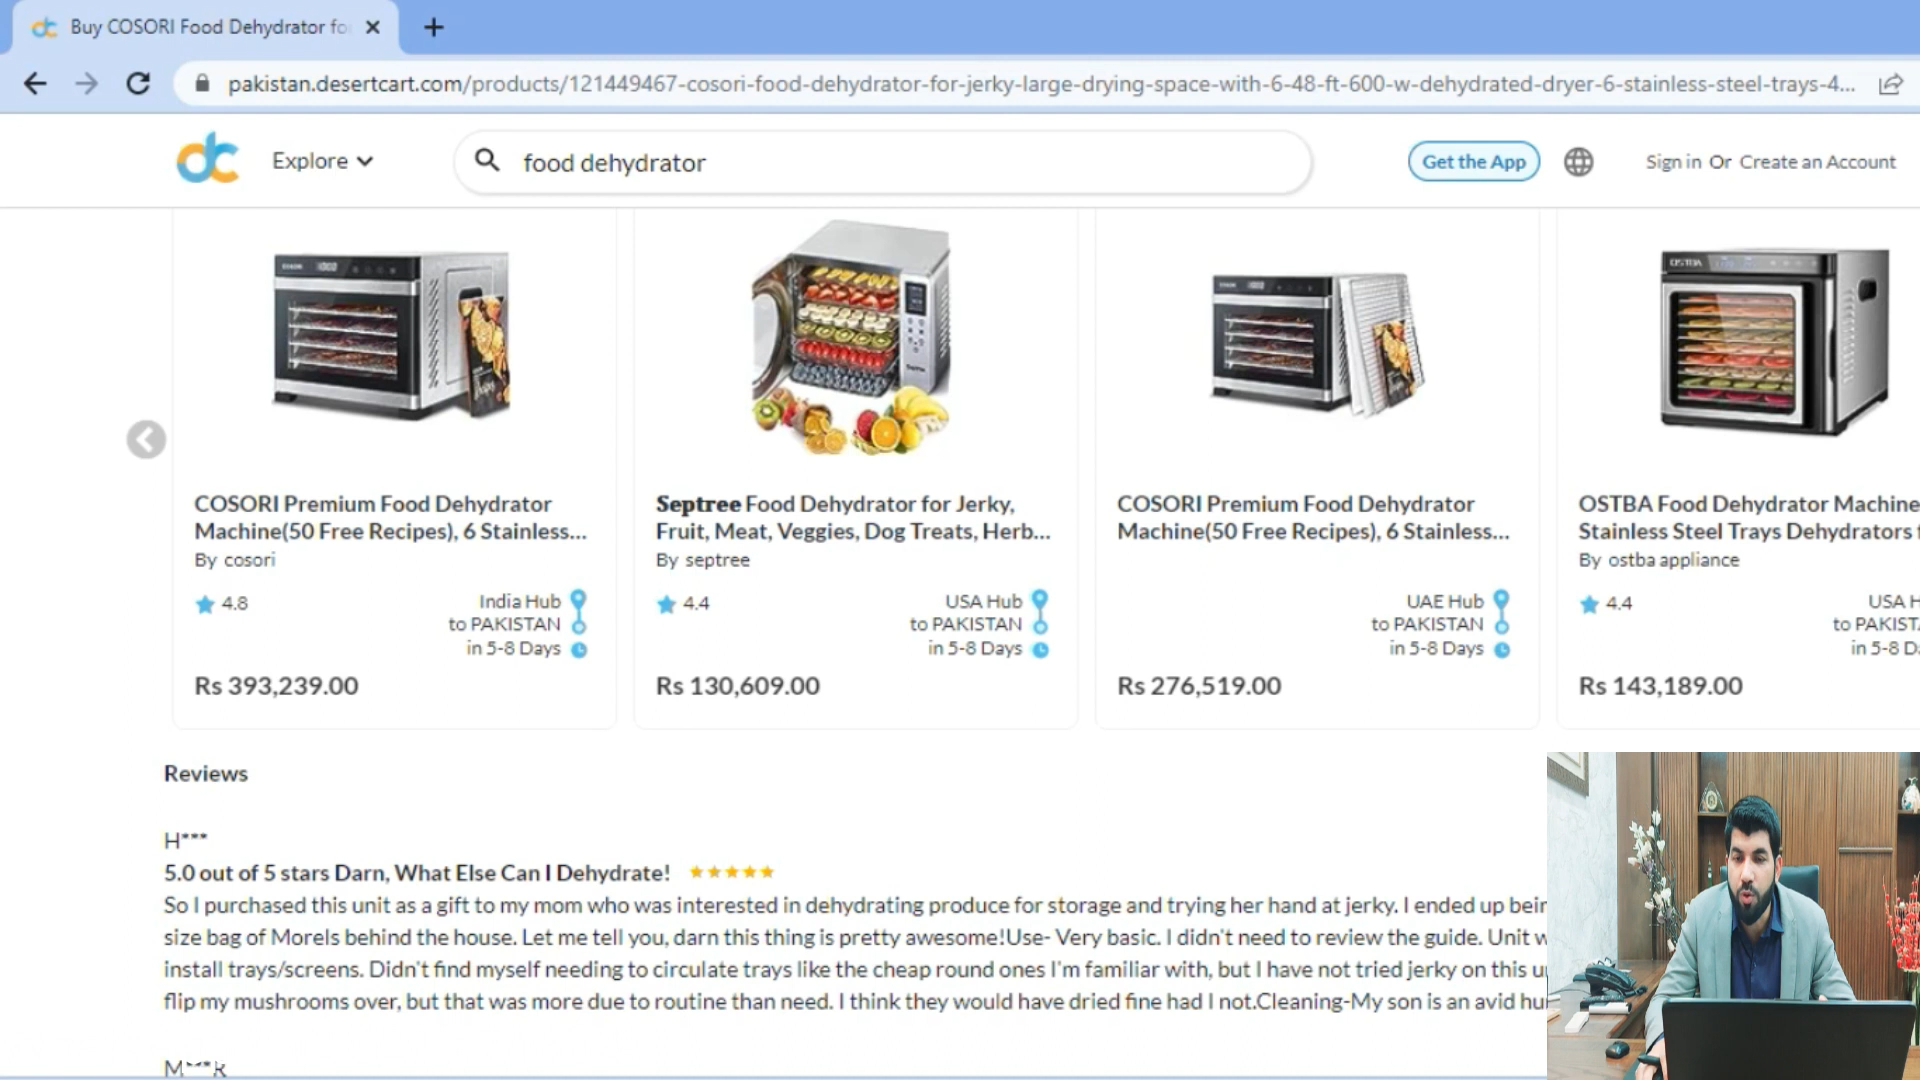 Buy COSORI Food Dehydrator fo
pakistan.desertcart.com/products/121449467-cosori-food-dehydrator-for-jerky-large-drying-space-with-6-48-ft-600-w-dehydrated-dryer-6-stainless-steel-trays-4...
dc
Explore
food dehydrator
Get the App
Sign in Or Create an Account
COSORI Premium Food Dehydrator
Machine(50 Free Recipes), 6 Stainless...
By cosori
4.8
India Hub
to PAKISTAN
in 5-8 Days
Rs 393,239.00
Septree Food Dehydrator for Jerky,
Fruit, Meat, Veggies, Dog Treats, Herb...
By septree
4.4
USA Hub
to PAKISTAN
in 5-8 Days
Rs 130,609.00
COSORI Premium Food Dehydrator
Machine(50 Free Recipes), 6 Stainless...
UAE Hub
to PAKISTAN
in 5-8 Days
Rs 276,519.00
OSTBA
OSTBA Food Dehydrator Machine
Stainless Steel Trays Dehydrators f
By ostba appliance
4.4
USA H
to PAKISTA
in 5-8 Da
Rs 143,189.00
Reviews
H***
5.0 out of 5 stars Darn, What Else Can I Dehydrate!
So I purchased this unit as a gift to my mom who was interested in dehydrating produce for storage and trying her hand at jerky. I ended up bein
size bag of Morels behind the house. Let me tell you, darn this thing is pretty awesome!Use- Very basic. I didn't need to review the guide. Unit w
install trays/screens. Didn't find myself needing to circulate trays like the cheap round ones I'm familiar with, but I have not tried jerky on this u
flip my mushrooms over, but that was more due to routine than need. I think they would have dried fine had I not.Cleaning-My son is an avid hu